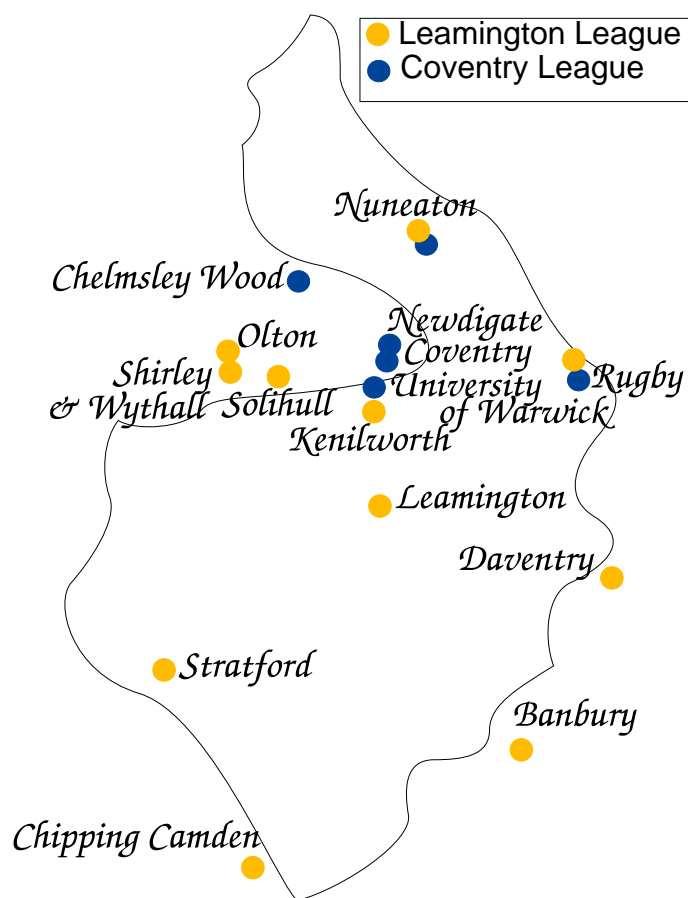 Leamington League
Coventry League
Nuneaton
Chelmsley Wood
Newdigate
Olton
Coventry
Shirley
& Wythall
Solihull
University
of Warwick
Rugby
Kenilworth
Leamington
Daventry
Stratford
Banbury
Chipping Camden